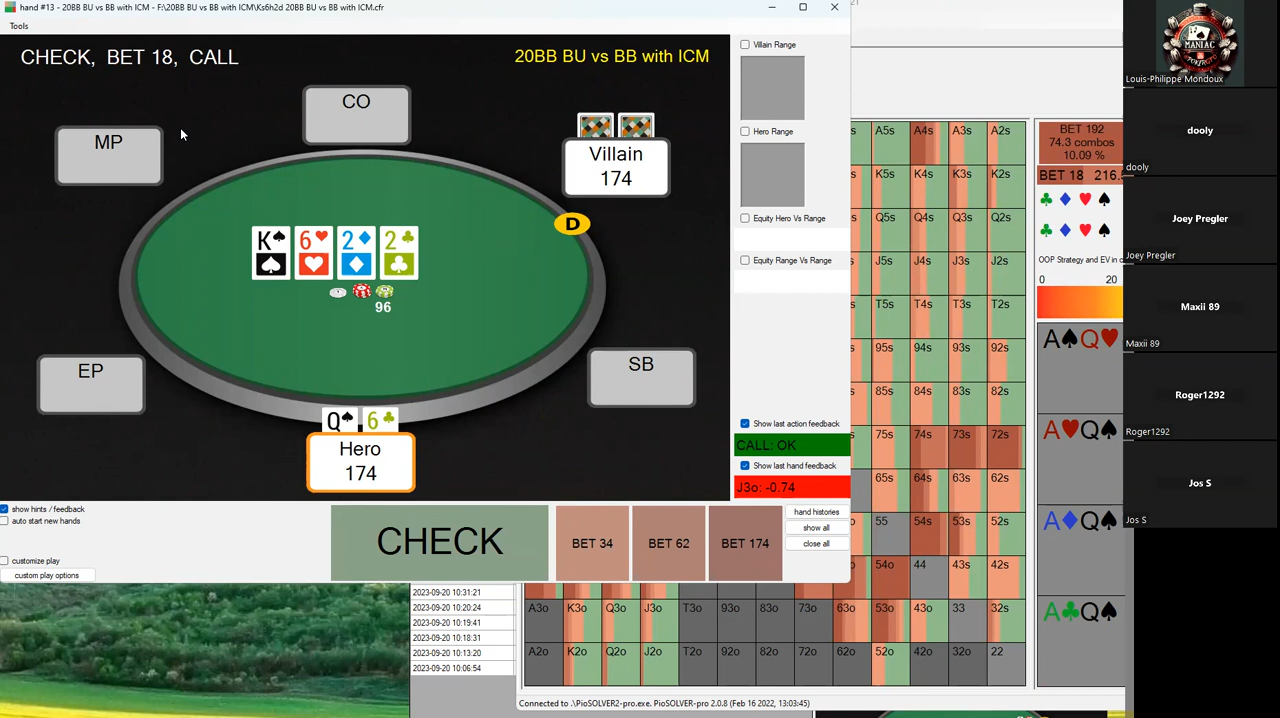 hand #13 - 20BB BU vs BB with ICM - F:\20BB BU vs BB with ICM\Ks6h2d 20BB BU vs BB with ICM.cfr
Tools
CHECK, BET 18, CALL
20BB BU vs BB with ICM
CO
MP
Villain
174
D
K♠ 6♥ 2♦ 2♣
96
EP
SB
Q♠ 6♣
Hero
174
show hints / feedback
auto start new hands
customize play
custom play options
CHECK
BET 34
BET 62
BET 174
Villain Range
Hero Range
Equity Hero Vs Range
Equity Range Vs Range
Show last action feedback
CALL: OK
Show last hand feedback
J3o: -0.74
hand histories
show all
close all
A5s A4s A3s A2s
K5s K4s K3s K2s
Q5s Q4s Q3s Q2s
J5s J4s J3s J2s
T5s T4s T3s T2s
95s 94s 93s 92s
85s 84s 83s 82s
75s 74s 73s 72s
65s 64s 63s 62s
55 54s 53s 52s
54o 44 43s 42s
A3o K3o Q3o J3o T3o 93o 83o 73o 63o 53o 43o 33 32s
A2o K2o Q2o J2o T2o 92o 82o 72o 62o 52o 42o 32o 22
2023-09-20 10:31:21
2023-09-20 10:20:24
2023-09-20 10:19:41
2023-09-20 10:18:31
2023-09-20 10:13:20
2023-09-20 10:06:54
Connected to .\PioSOLVER2-pro.exe. PioSOLVER-pro 2.0.8 (Feb 16 2022, 13:03:45)
BET 192
74.3 combos
10.09 %
BET 18 216.
OOP Strategy and EV in c
0 20
A♠Q♥
A♥Q♠
A♦Q♠
A♣Q♠
MANIAC
Louis-Philippe Mondoux
dooly
dooly
Joey Pregler
Joey Pregler
Maxii 89
Maxii 89
Roger1292
Roger1292
Jos S
Jos S